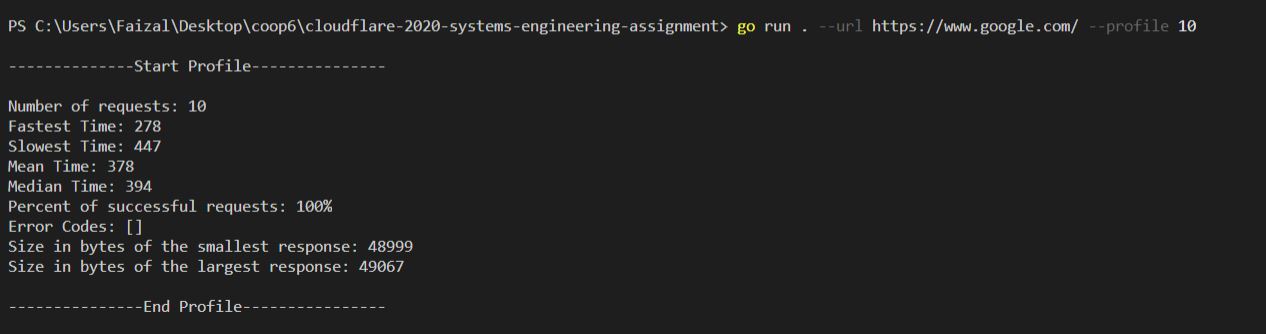 PS C:\Users\Faizal\Desktop\coop6\cloudflare-2020-systems-engineering-assignment> go run . --url https://www.google.com/ --profile 10
--------------Start Profile---------------
Number of requests: 10
Fastest Time: 278
Slowest Time: 447
Mean Time: 378
Median Time: 394
Percent of successful requests: 100%
Error Codes: []
Size in bytes of the smallest response: 48999
Size in bytes of the largest response: 49067
---------------End Profile----------------